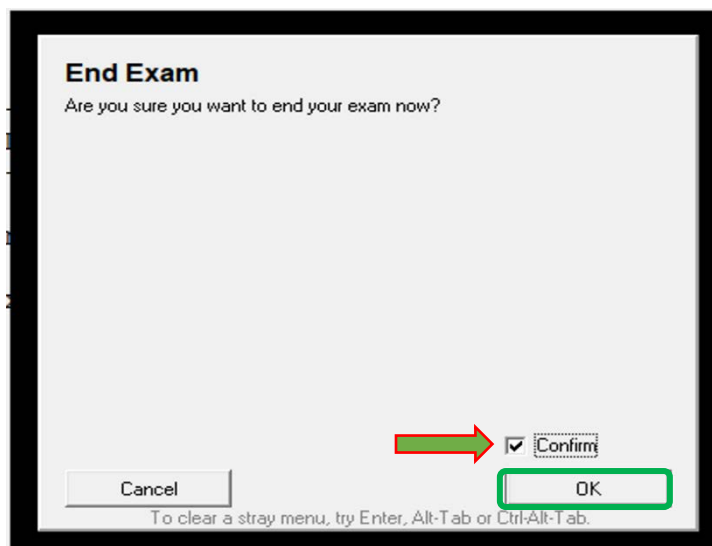 End Exam
Are you sure you want to end your exam now?
Confirm
Cancel
OK
To clear a stray menu, try Enter, Alt-Tab or Ctrl-Alt-Tab.